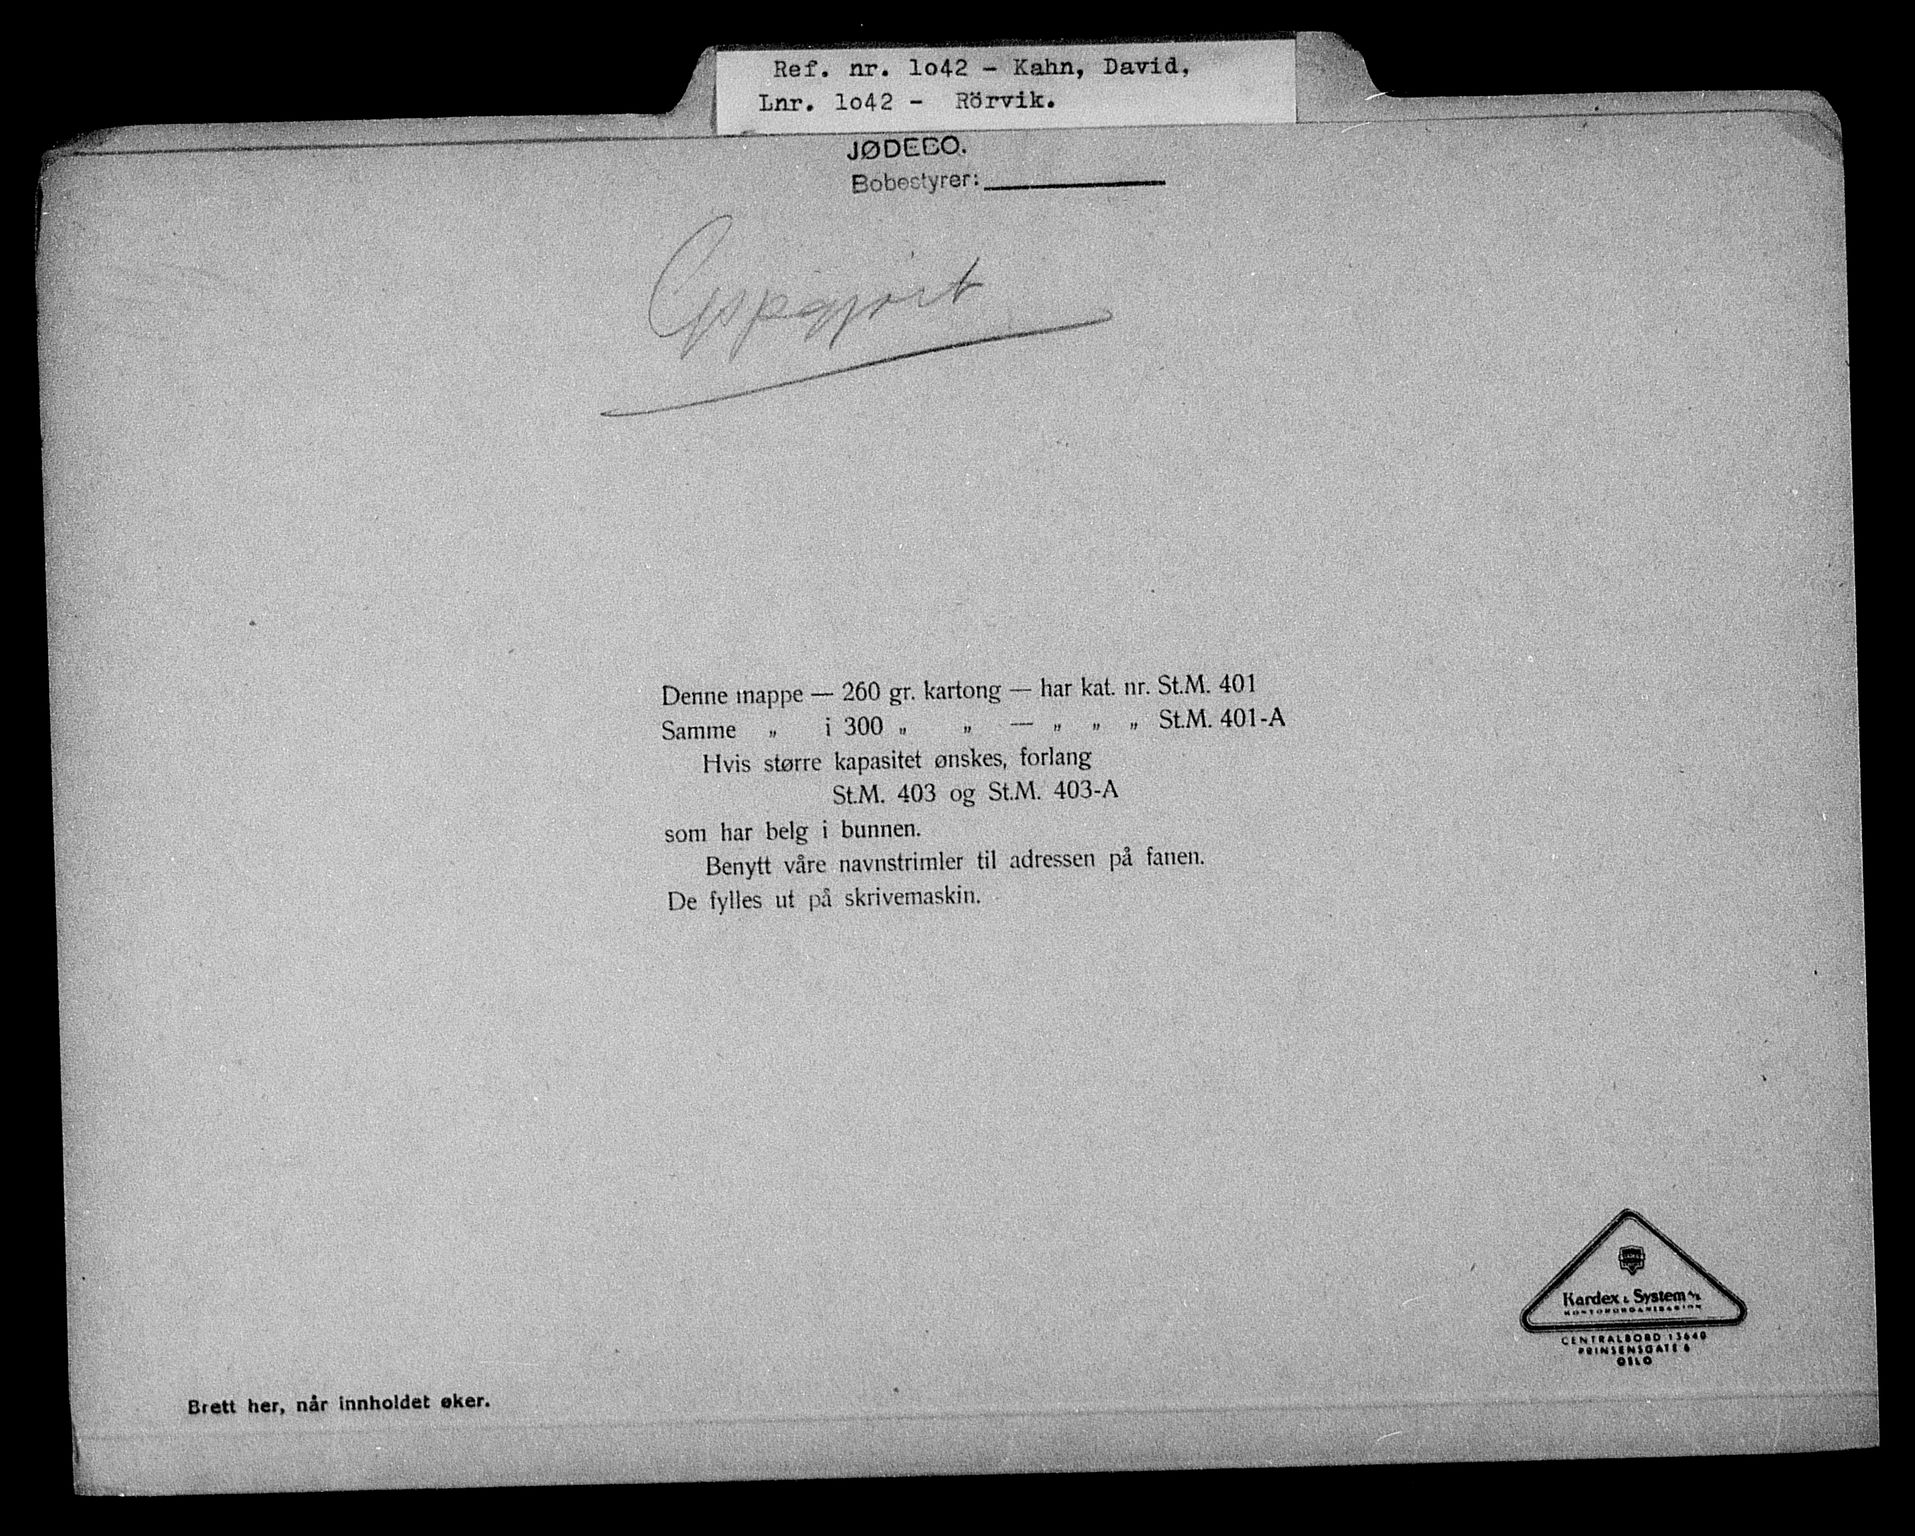 Ref. nr. 1o42 - Kahn, David,
Lnr. 1o42 - Rörvik.
JØDEBO.
Bobestyrer:
Oppgjort
Denne mappe — 260 gr. kartong — har kat. nr. St.M. 401
Samme „ i 300 „ „ — „ „ „ St.M. 401-A
Hvis større kapasitet ønskes, forlang
St.M. 403 og St.M. 403-A
som har belg i bunnen.
Benytt våre navnstrimler til adressen på fanen.
De fylles ut på skrivemaskin.
Kardex & System A/S
KONTORORGANISASION
CENTRALBORD 13640
PRINSENSGATE 6
OSLO
Brett her, når innholdet øker.